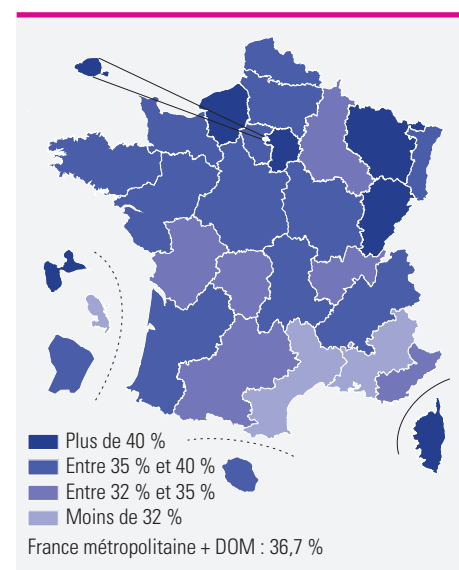 Plus de 40 %
Entre 35 % et 40 %
Entre 32 % et 35 %
Moins de 32 %
France métropolitaine + DOM : 36,7 %